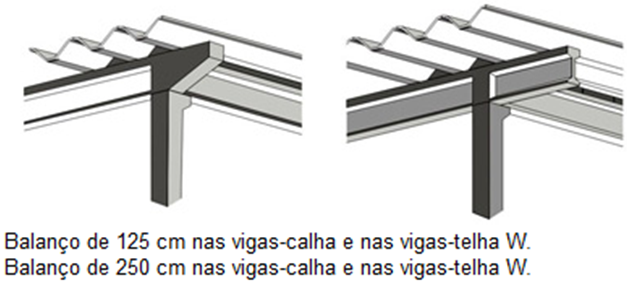 Balanço de 125 cm nas vigas-calha e nas vigas-telha W.
Balanço de 250 cm nas vigas-calha e nas vigas-telha W.